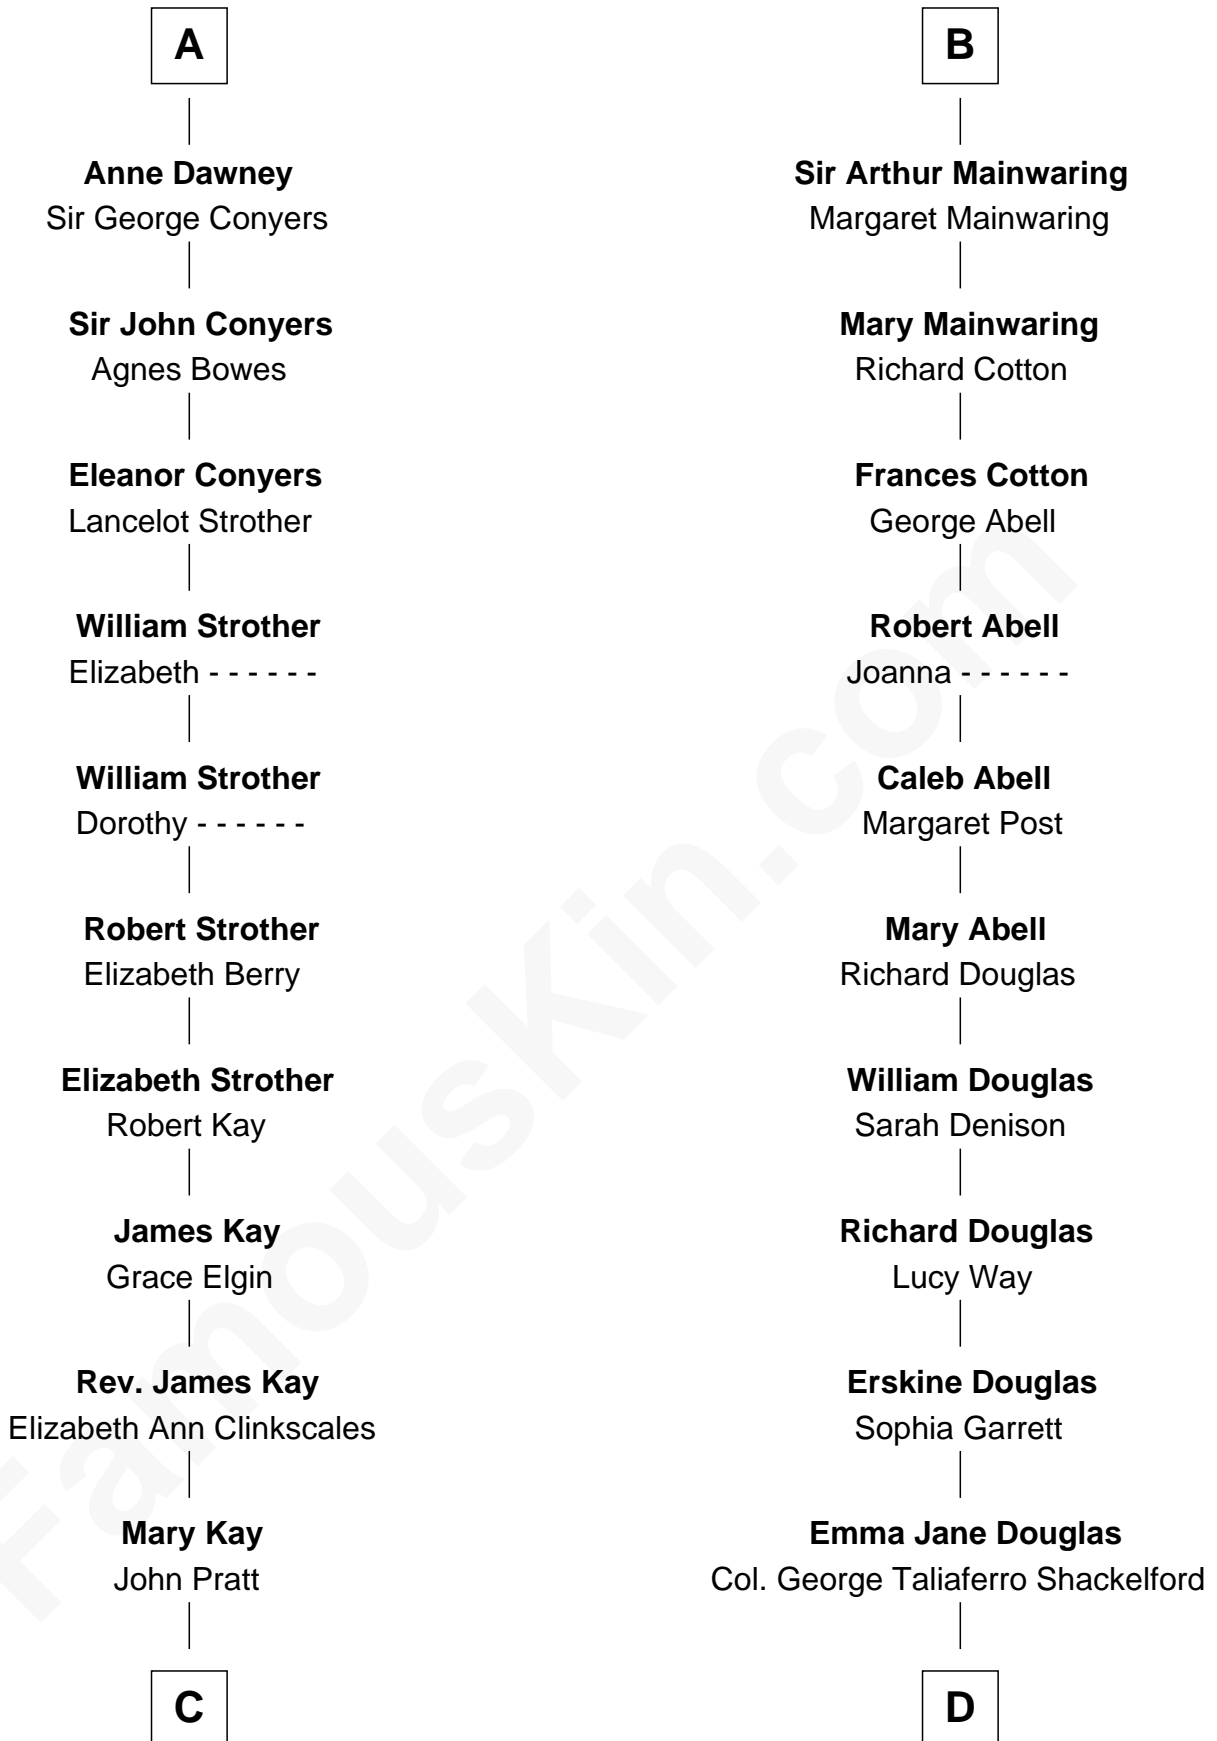 A
Anne Dawney
Sir George Conyers
Sir John Conyers
Agnes Bowes
Eleanor Conyers
Lancelot Strother
William Strother
Elizabeth - - - - - -
William Strother
Dorothy - - - - - -
Robert Strother
Elizabeth Berry
Elizabeth Strother
Robert Kay
James Kay
Grace Elgin
Rev. James Kay
Elizabeth Ann Clinkscales
Mary Kay
John Pratt
C
B
Sir Arthur Mainwaring
Margaret Mainwaring
Mary Mainwaring
Richard Cotton
Frances Cotton
George Abell
Robert Abell
Joanna - - - - - -
Caleb Abell
Margaret Post
Mary Abell
Richard Douglas
William Douglas
Sarah Denison
Richard Douglas
Lucy Way
Erskine Douglas
Sophia Garrett
Emma Jane Douglas
Col. George Taliaferro Shackelford
D
FamousKin.com